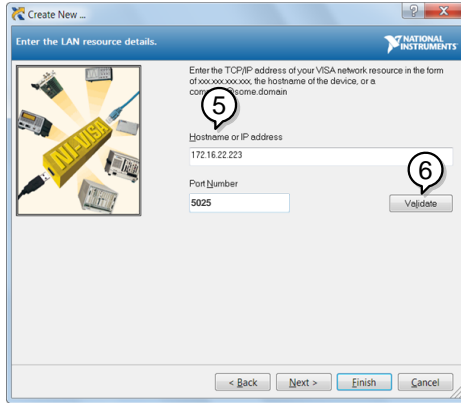 Create New ...
Enter the LAN resource details.
NATIONAL
INSTRUMENTS
Enter the TCP/IP address of your VISA network resource in the form
of xxx.xxx.xxx.xxx, the hostname of the device, or a
some.domain
5
Hostname or IP address
172.16.22.223
6
Port Number
5025
Validate
NI-VISA
< Back
Next >
Finish
Cancel